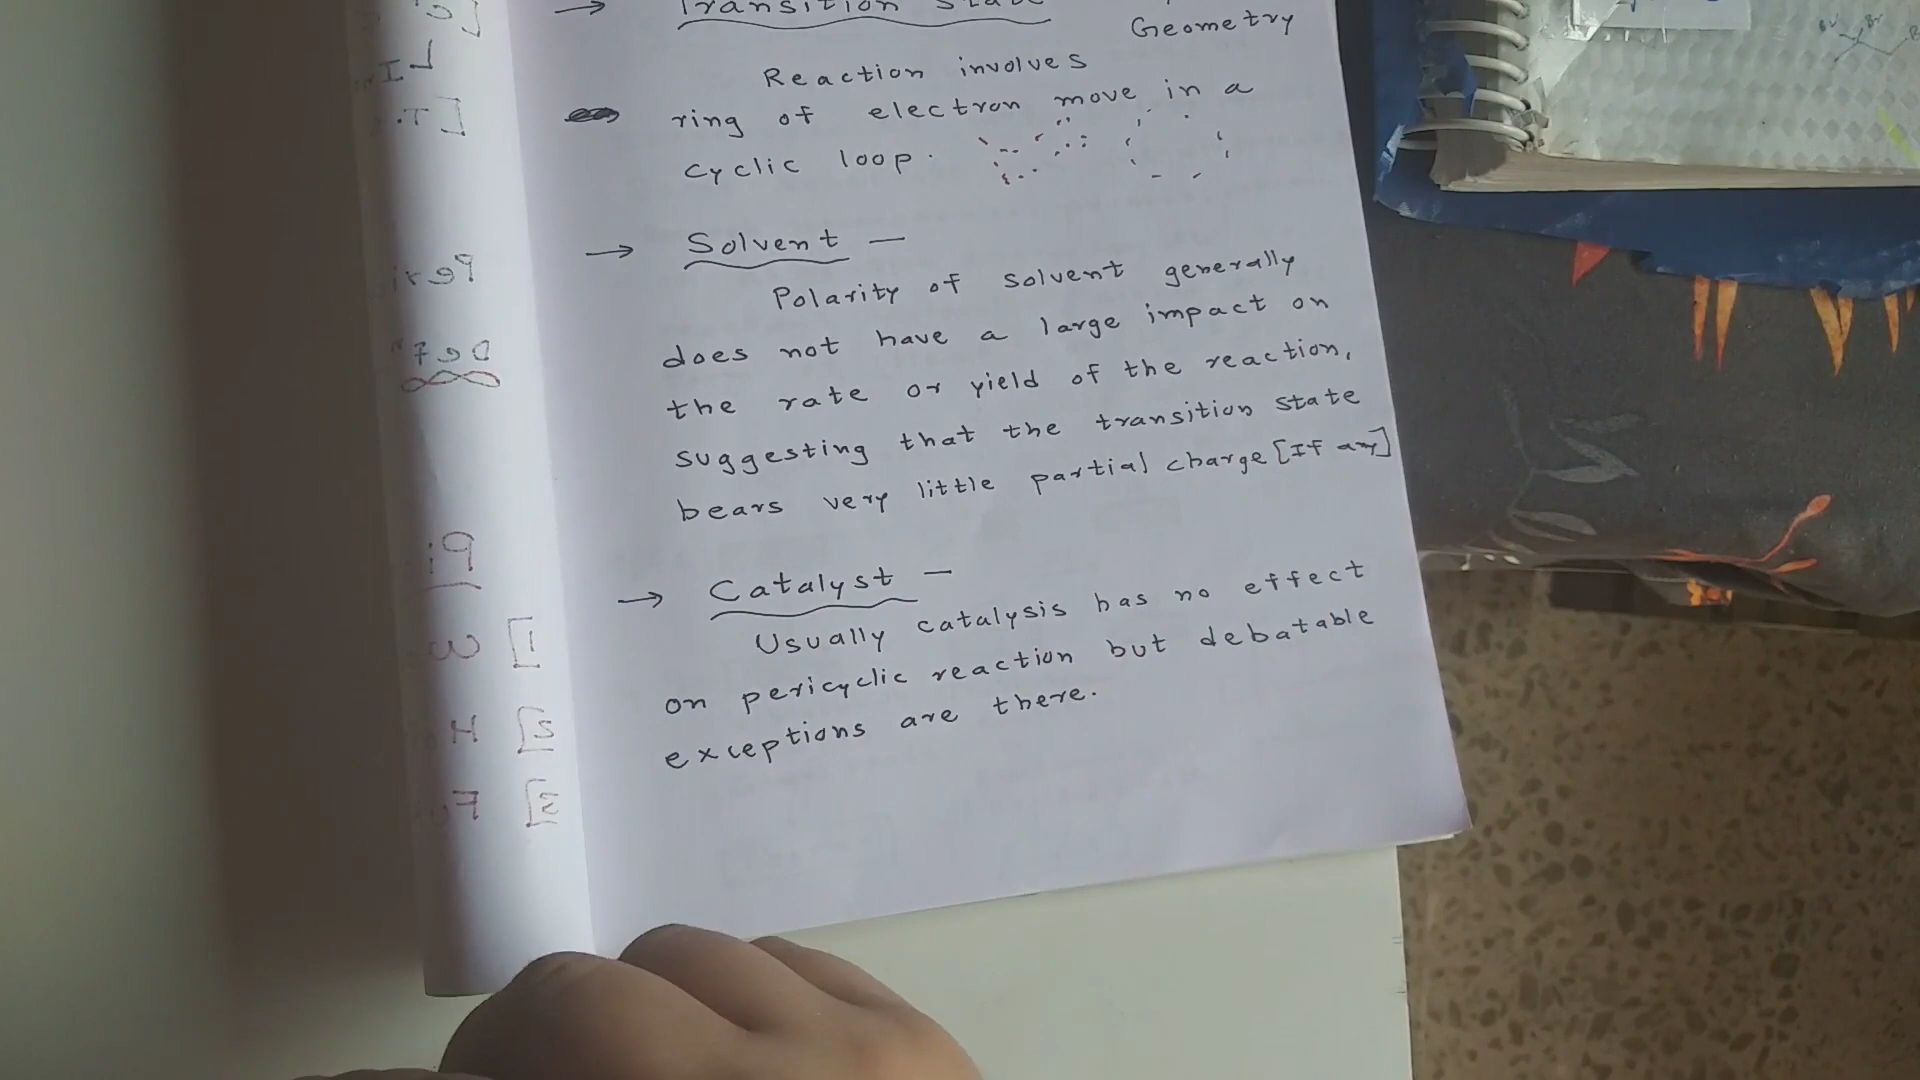 → Transition State
Geometry
Reaction involves
ring of electron move in a
cyclic loop.
→ Solvent —
Polarity of solvent generally
does not have a large impact on
the rate or yield of the reaction,
suggesting that the transition state
bears very little partial charge [If any]
→ Catalyst —
Usually catalysis has no effect
on pericyclic reaction but debatable
exceptions are there.